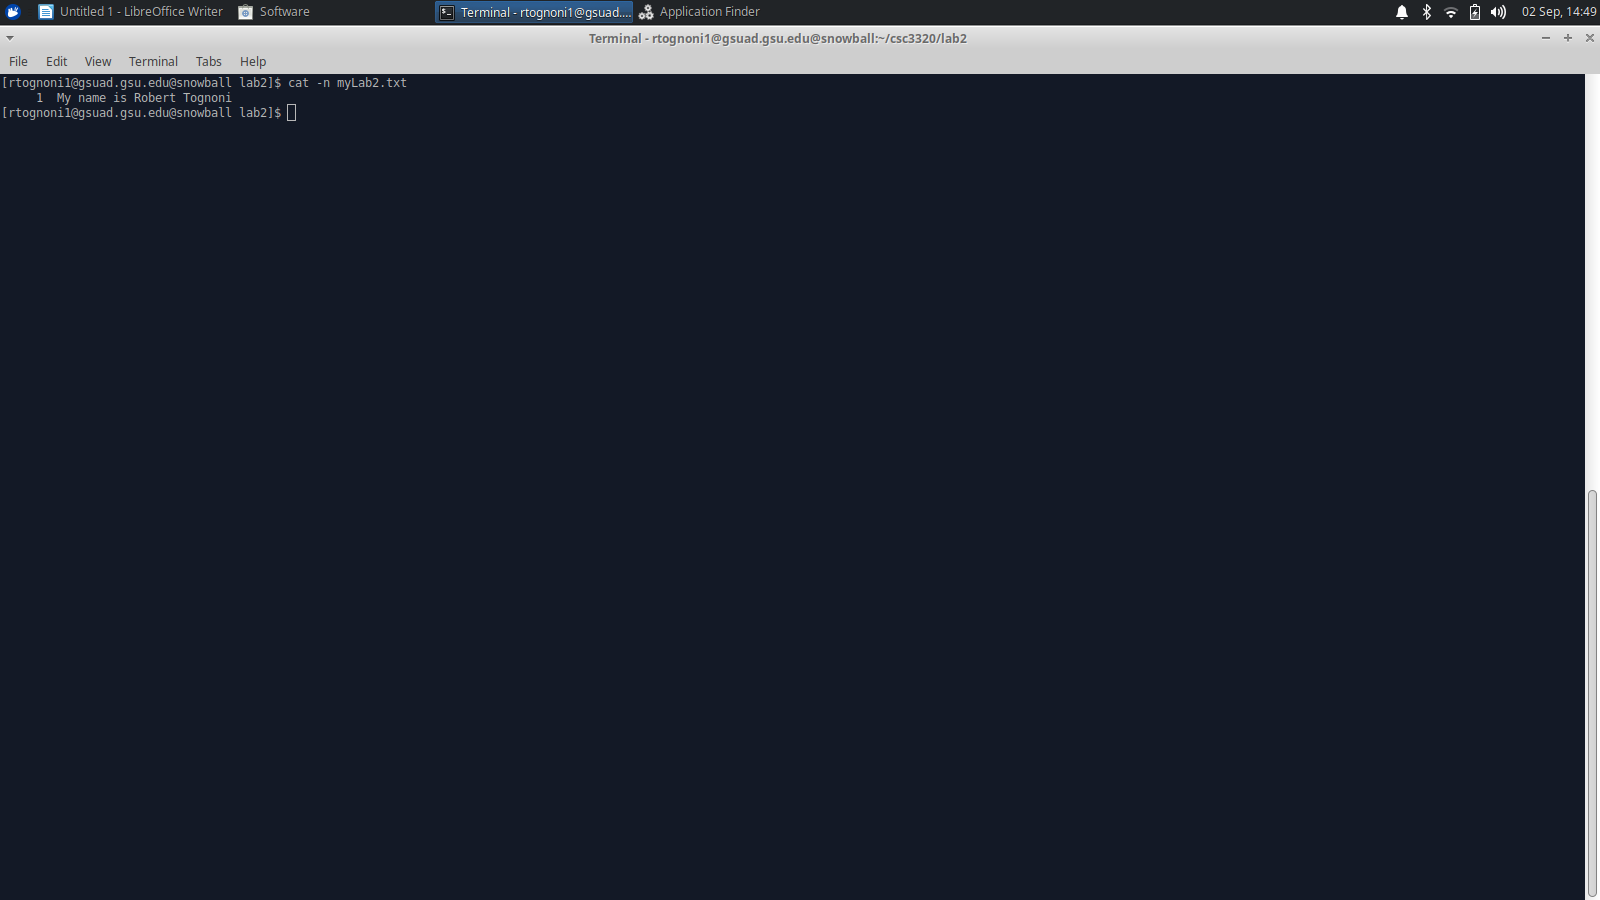 Untitled 1 - LibreOffice Writer Software Terminal - rtognoni1@gsuad.... Application Finder 02 Sep, 14:49
Terminal - rtognoni1@gsuad.gsu.edu@snowball:~/csc3320/lab2
File Edit View Terminal Tabs Help
[rtognoni1@gsuad.gsu.edu@snowball lab2]$ cat -n myLab2.txt
1 My name is Robert Tognoni
[rtognoni1@gsuad.gsu.edu@snowball lab2]$